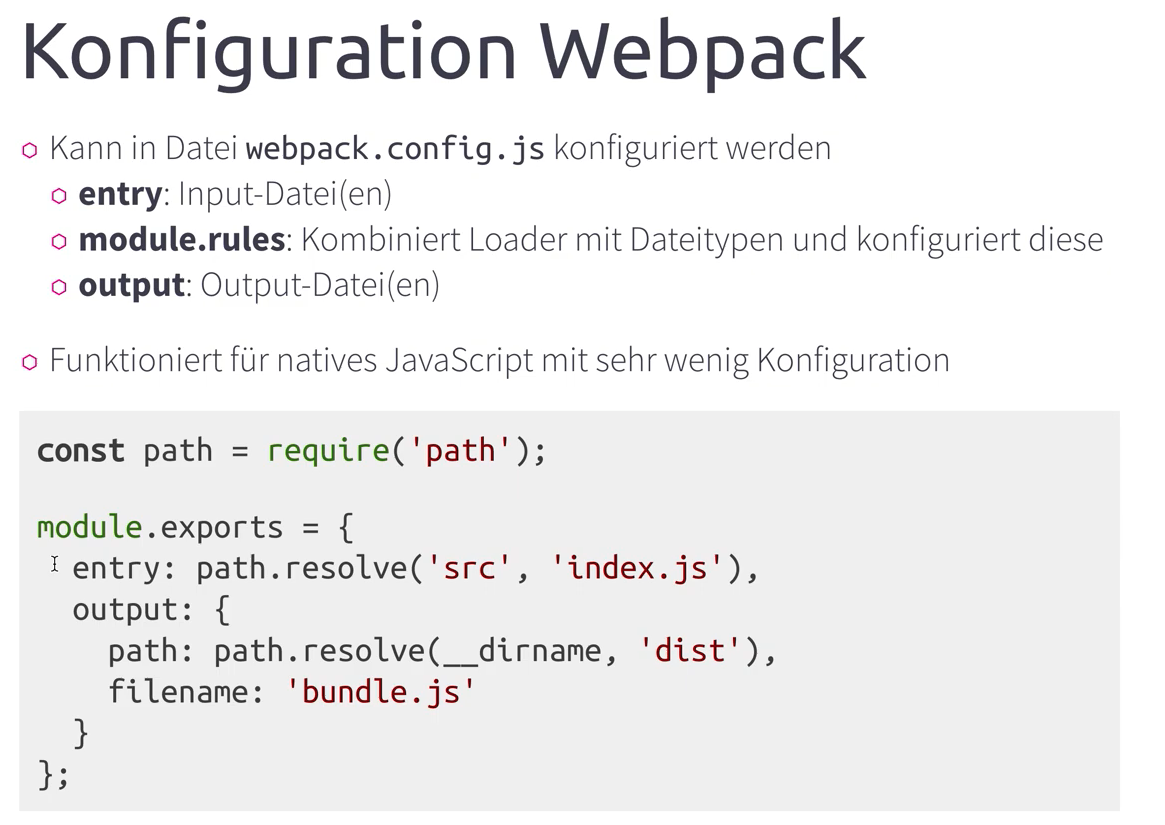 Konfiguration Webpack
Kann in Datei webpack.config.js konfiguriert werden
entry: Input-Datei(en)
module.rules: Kombiniert Loader mit Dateitypen und konfiguriert diese
output: Output-Datei(en)
Funktioniert für natives JavaScript mit sehr wenig Konfiguration
const path = require('path');
module.exports = {
  entry: path.resolve('src', 'index.js'),
  output: {
    path: path.resolve(__dirname, 'dist'),
    filename: 'bundle.js'
  }
};